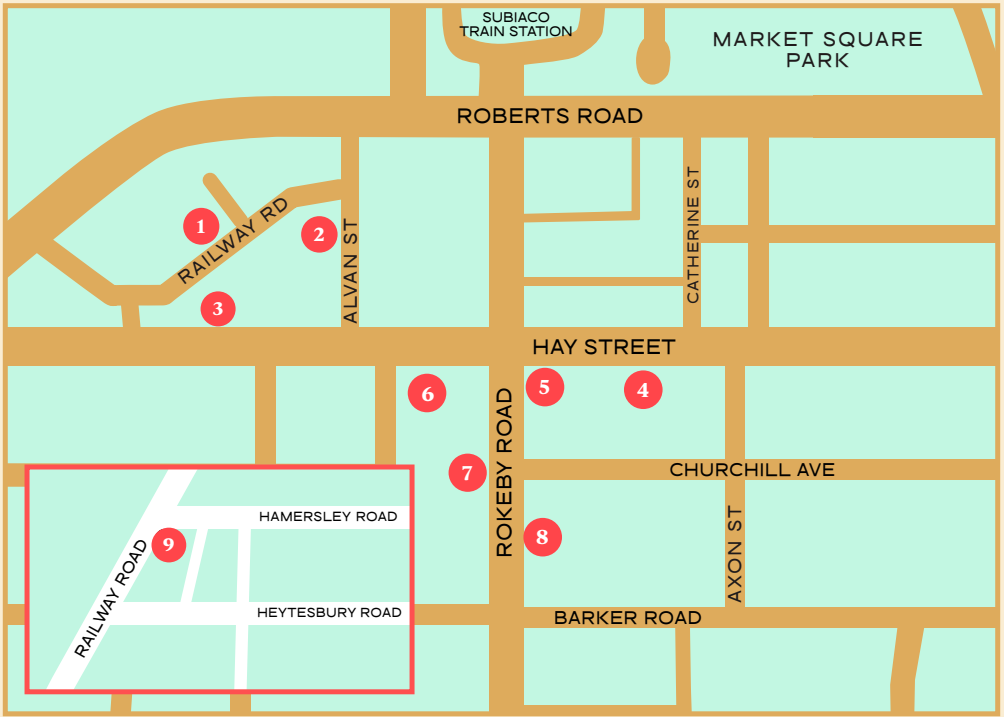 SUBIACO
TRAIN STATION
MARKET SQUARE
PARK
ROBERTS ROAD
CATHERINE ST
1
RAILWAY RD
2
ALVAN ST
3
HAY STREET
6
5
4
ROKEBY ROAD
7
CHURCHILL AVE
8
AXON ST
HAMERSLEY ROAD
9
RAILWAY ROAD
HEYTESBURY ROAD
BARKER ROAD